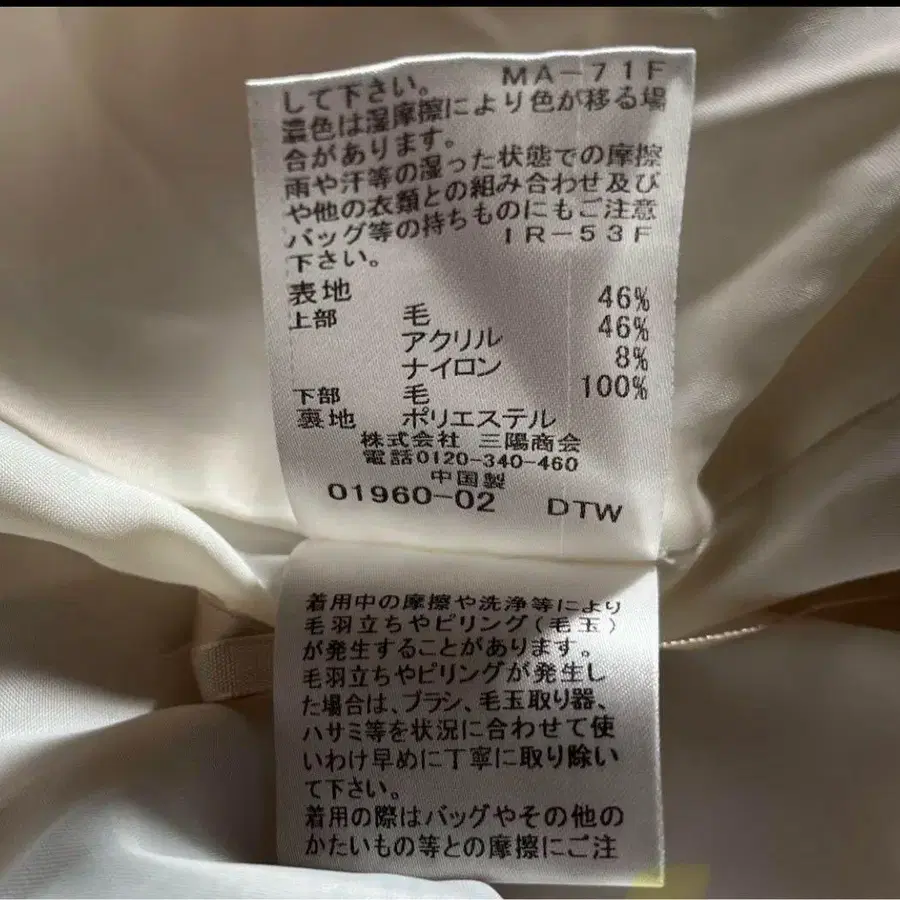 して下さい。 MA-71F
濃色は湿摩擦により色が移る場
合があります。
雨や汗等の湿った状態での摩擦
や他の衣類との組み合わせ及び
バッグ等の持ちものにもご注意
下さい。 IR-53F
表地
上部 毛 46%
アクリル 46%
ナイロン 8%
下部 毛 100%
裏地 ポリエステル
株式会社 三陽商会
電話0120-340-460
中国製
01960-02 DTW
着用中の摩擦や洗浄等により
毛羽立ちやピリング(毛玉)
が発生することがあります。
毛羽立ちやピリングが発生し
た場合は、ブラシ、毛玉取り器、
ハサミ等を状況に合わせて使
いわけ早めに丁寧に取り除い
て下さい。
着用の際はバッグやその他の
かたいもの等との摩擦にご注